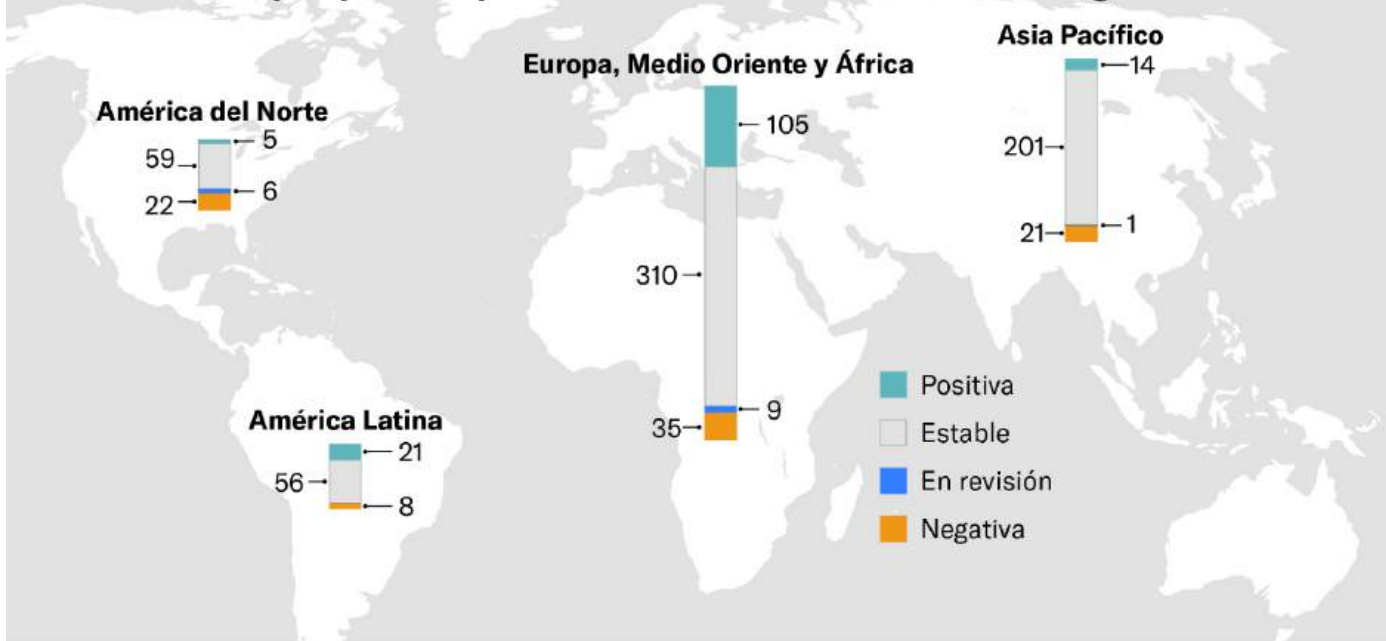 Asia Pacífico
14
201
1
21
Europa, Medio Oriente y África
105
310
9
35
América del Norte
5
59
6
22
América Latina
21
56
8
Positiva
Estable
En revisión
Negativa